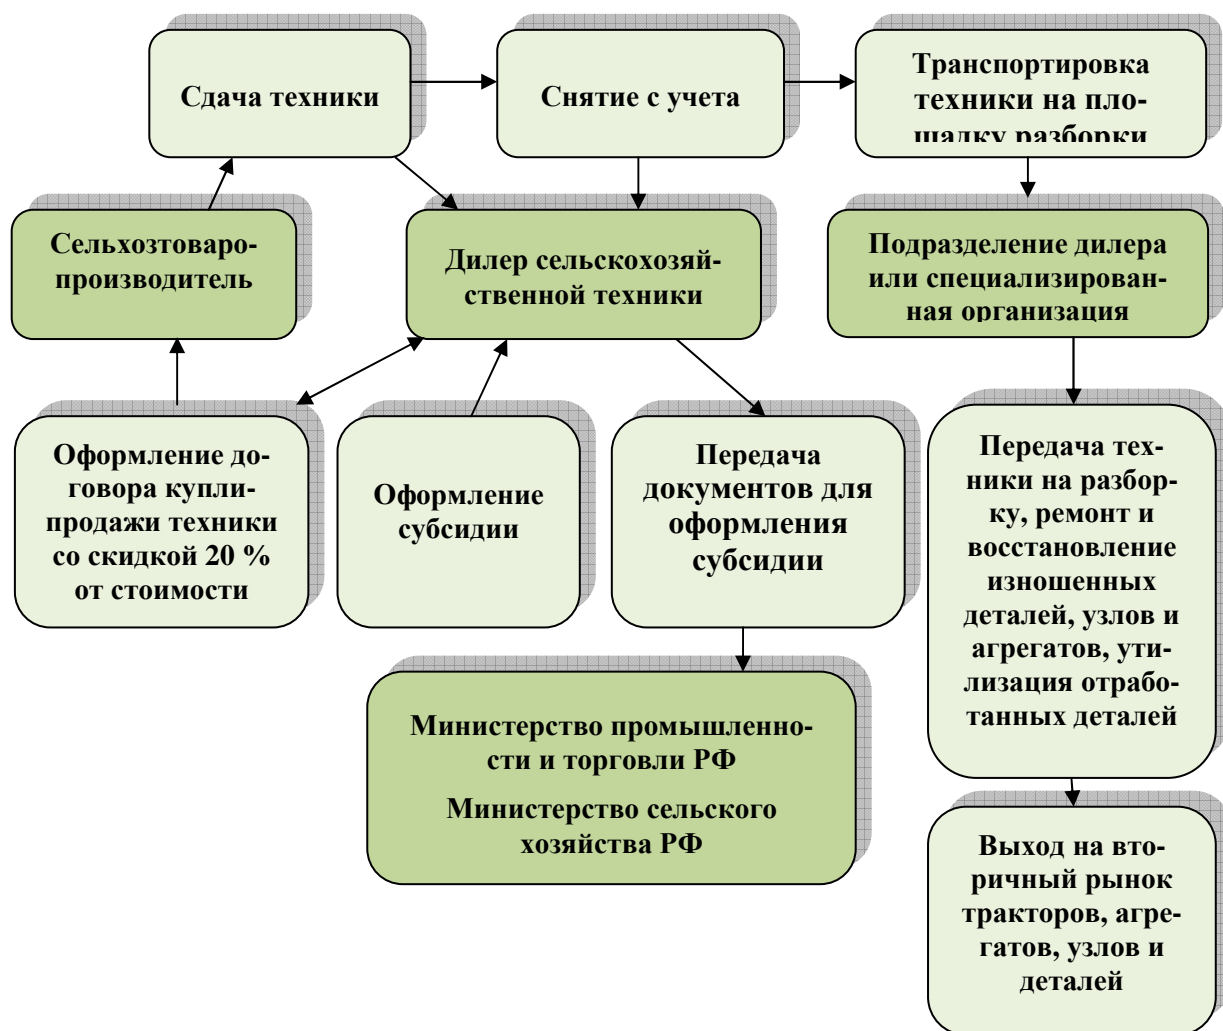 Сдача техники
Снятие с учета
Транспортировка
техники на пло-
щадку разборки
Сельхозтоваро-
производитель
Дилер сельскохозяй-
ственной техники
Подразделение дилера
или специализирован-
ная организация
Оформление до-
говора купли-
продажи техники
со скидкой 20 %
от стоимости
Оформление
субсидии
Передача
документов для
оформления
субсидии
Передача тех-
ники на разбор-
ку, ремонт и
восстановление
изношенных
деталей, узлов и
агрегатов, ути-
лизация отрабо-
танных деталей
Министерство промышленно-
сти и торговли РФ
Министерство сельского
хозяйства РФ
Выход на вто-
ричный рынок
тракторов, агре-
гатов, узлов и
деталей